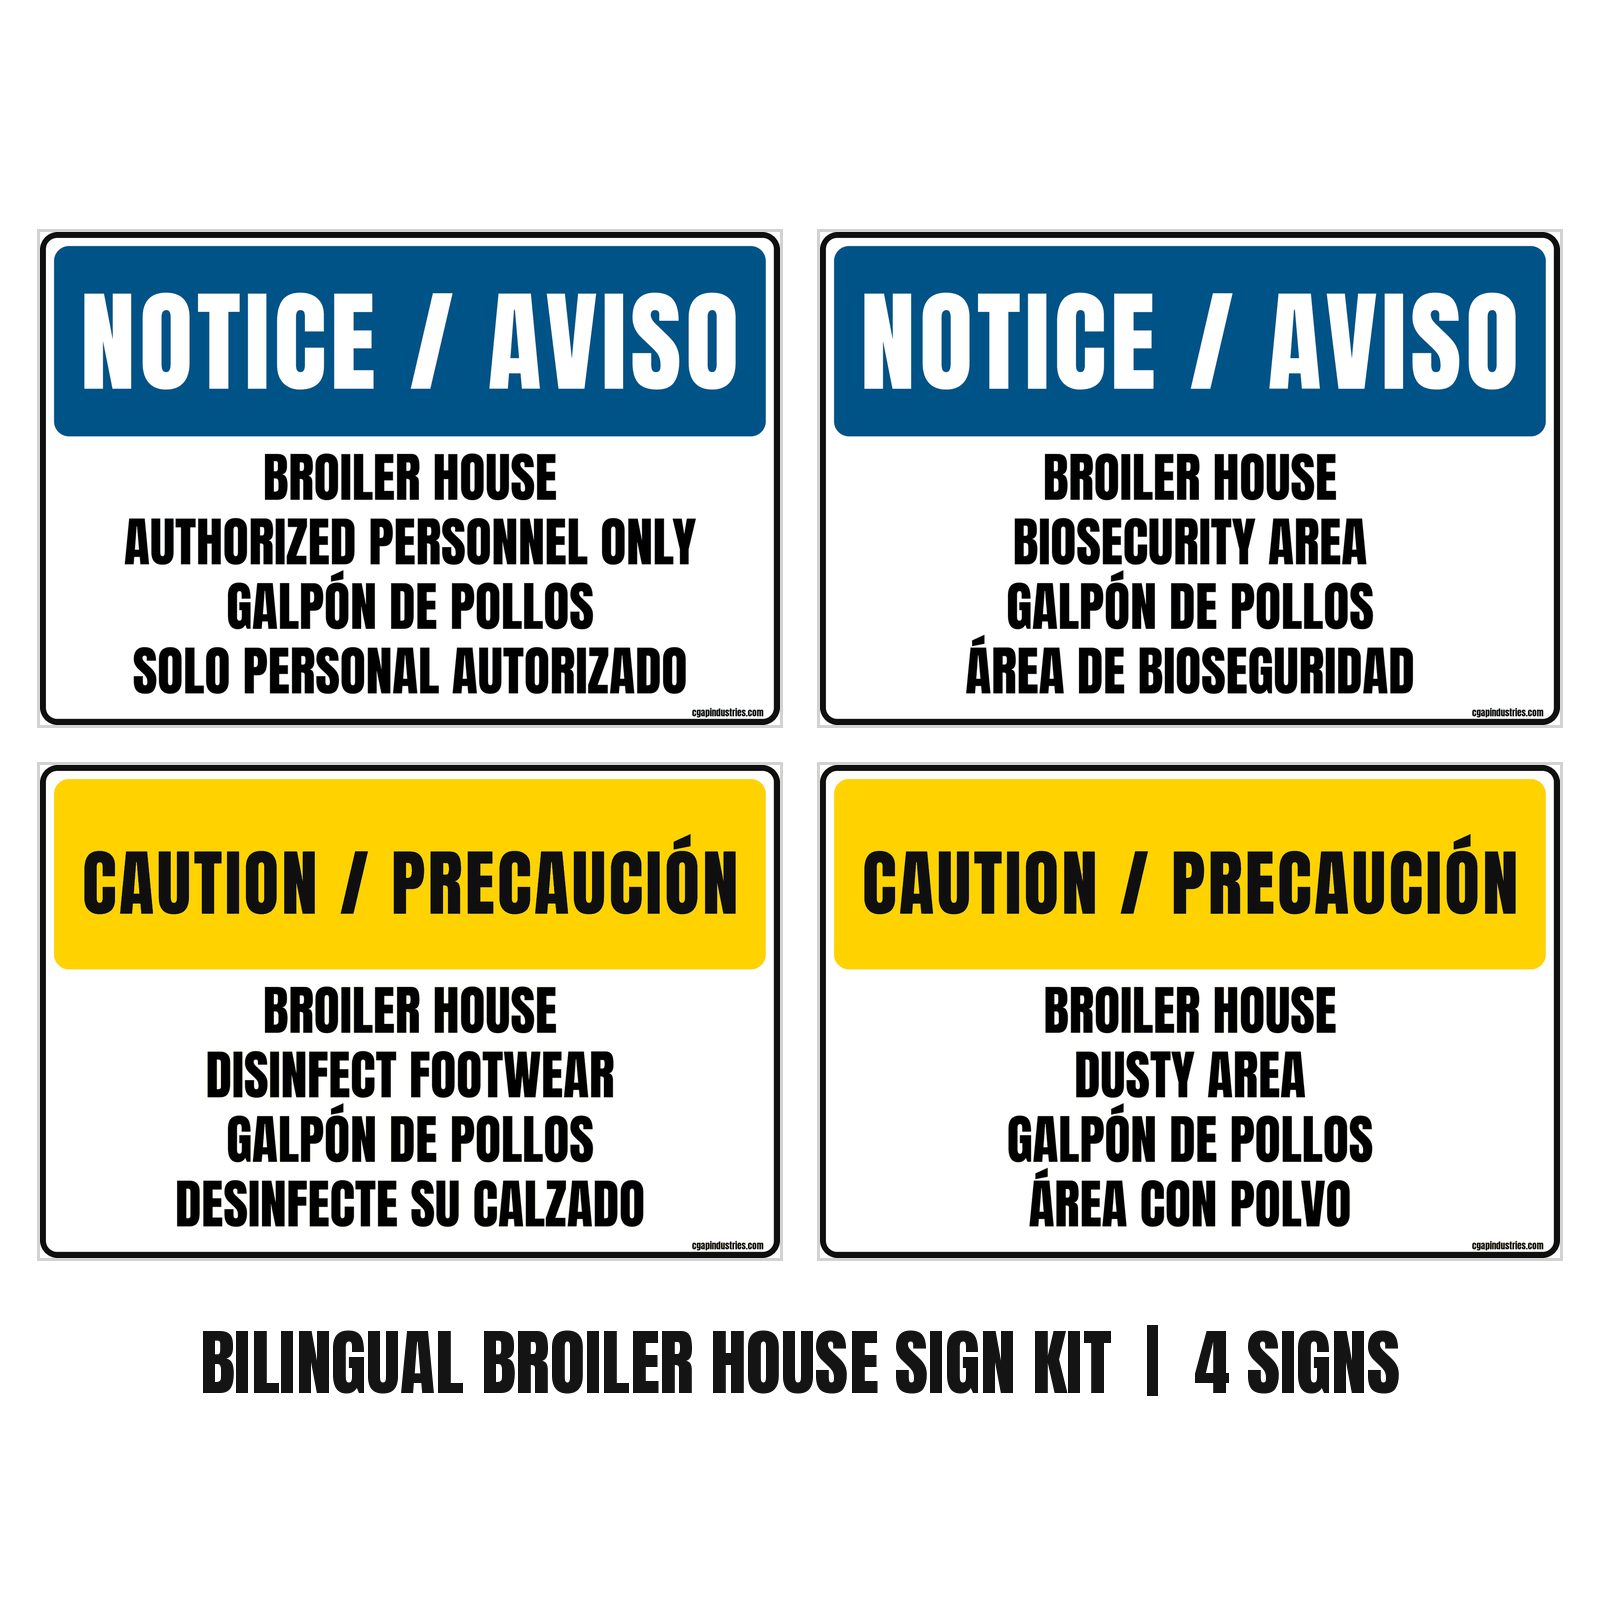 NOTICE / AVISO
BROILER HOUSE
AUTHORIZED PERSONNEL ONLY
GALPÓN DE POLLOS
SOLO PERSONAL AUTORIZADO
cgapindustries.com
NOTICE / AVISO
BROILER HOUSE
BIOSECURITY AREA
GALPÓN DE POLLOS
ÁREA DE BIOSEGURIDAD
cgapindustries.com
CAUTION / PRECAUCIÓN
BROILER HOUSE
DISINFECT FOOTWEAR
GALPÓN DE POLLOS
DESINFECTE SU CALZADO
cgapindustries.com
CAUTION / PRECAUCIÓN
BROILER HOUSE
DUSTY AREA
GALPÓN DE POLLOS
ÁREA CON POLVO
cgapindustries.com
BILINGUAL BROILER HOUSE SIGN KIT | 4 SIGNS